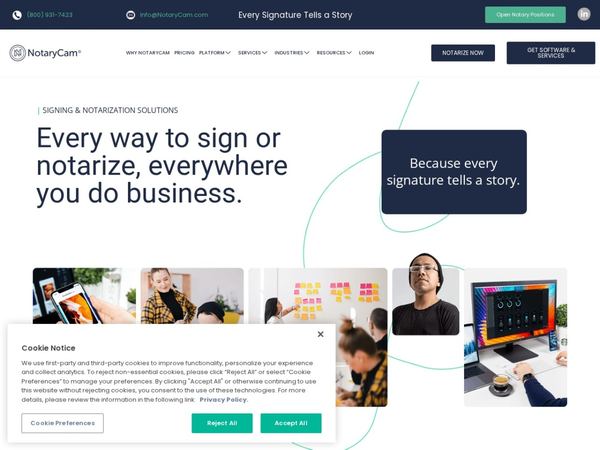 (800) 931-7423
info@NotaryCam.com
Every Signature Tells a Story
Open Notary Positions
in
NotaryCam®
WHY NOTARYCAM
PRICING
PLATFORM
SERVICES
INDUSTRIES
RESOURCES
LOGIN
NOTARIZE NOW
GET SOFTWARE &
SERVICES
| SIGNING & NOTARIZATION SOLUTIONS
Every way to sign or
notarize, everywhere
you do business.
Because every
signature tells a story.
Cookie Notice
We use first-party and third-party cookies to improve functionality, personalize your experience
and collect analytics. To reject non-essential cookies, please click "Reject All" or select "Cookie
Preferences" to manage your preferences. By clicking "Accept All" or otherwise continuing to use
this website without rejecting cookies, you consent to the use of these technologies. For more
details, please review the information in the following link: Privacy Policy.
Cookie Preferences
Reject All
Accept All